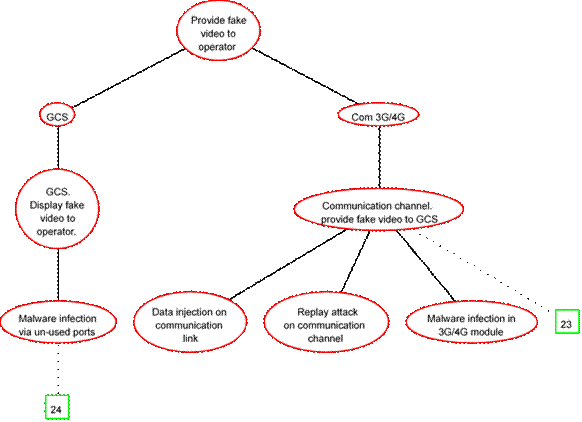 Provide fake
video to
operator
GCS
Com 3G/4G
GCS.
Display fake
video to
operator.
Communication channel.
provide fake video to GCS
Malware infection
via un-used ports
Data injection on
communication
link
Replay attack
on communication
channel
Malware infection in
3G/4G module
23
24